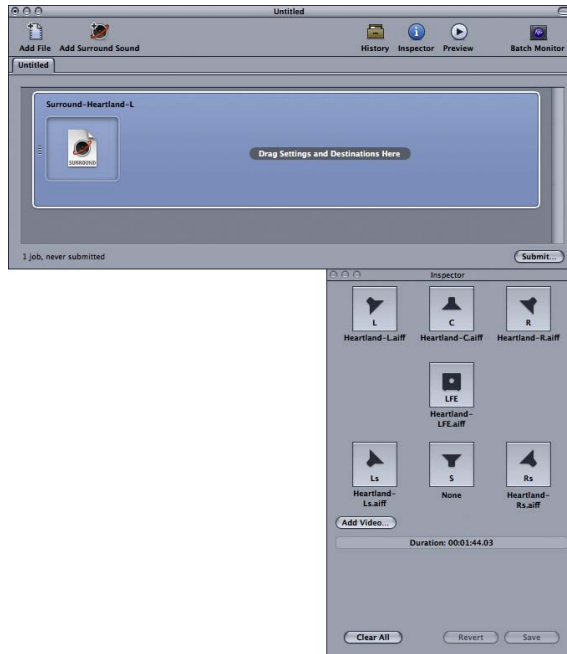 Untitled
Add File Add Surround Sound History Inspector Preview Batch Monitor
Untitled
Surround-Heartland-L
SURROUND
Drag Settings and Destinations Here
1 job, never submitted Submit...
Inspector
L C R
Heartland-L.aiff Heartland-C.aiff Heartland-R.aiff
LFE
Heartland-
LFE.aiff
Ls S Rs
Heartland- None Heartland-
Ls.aiff Rs.aiff
Add Video...
Duration: 00:01:44.03
Clear All Revert Save